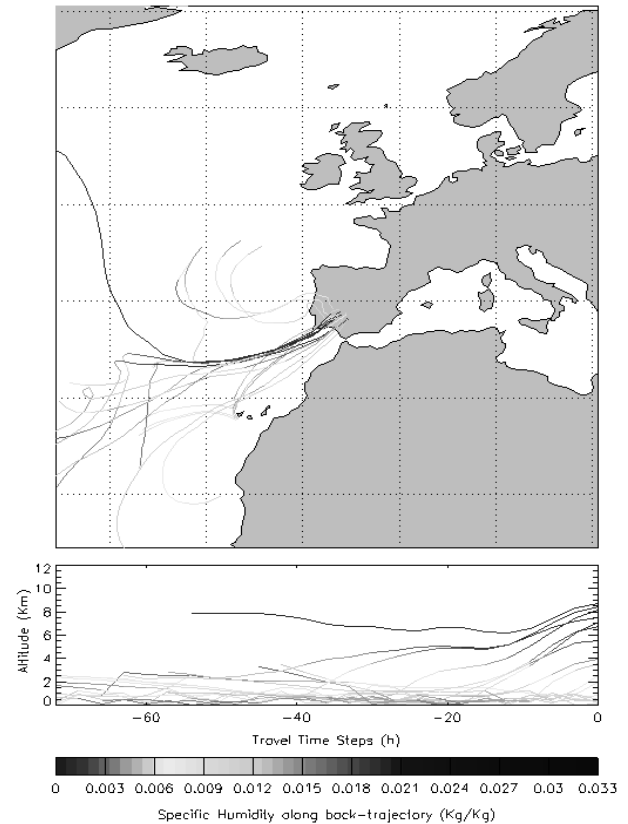 12
10
8
6
4
2
0
Altitude (Km)
-60 -40 -20 0
Travel Time Steps (h)
0 0.003 0.006 0.009 0.012 0.015 0.018 0.021 0.024 0.027 0.03 0.033
Specific Humidity along back-trajectory (Kg/Kg)